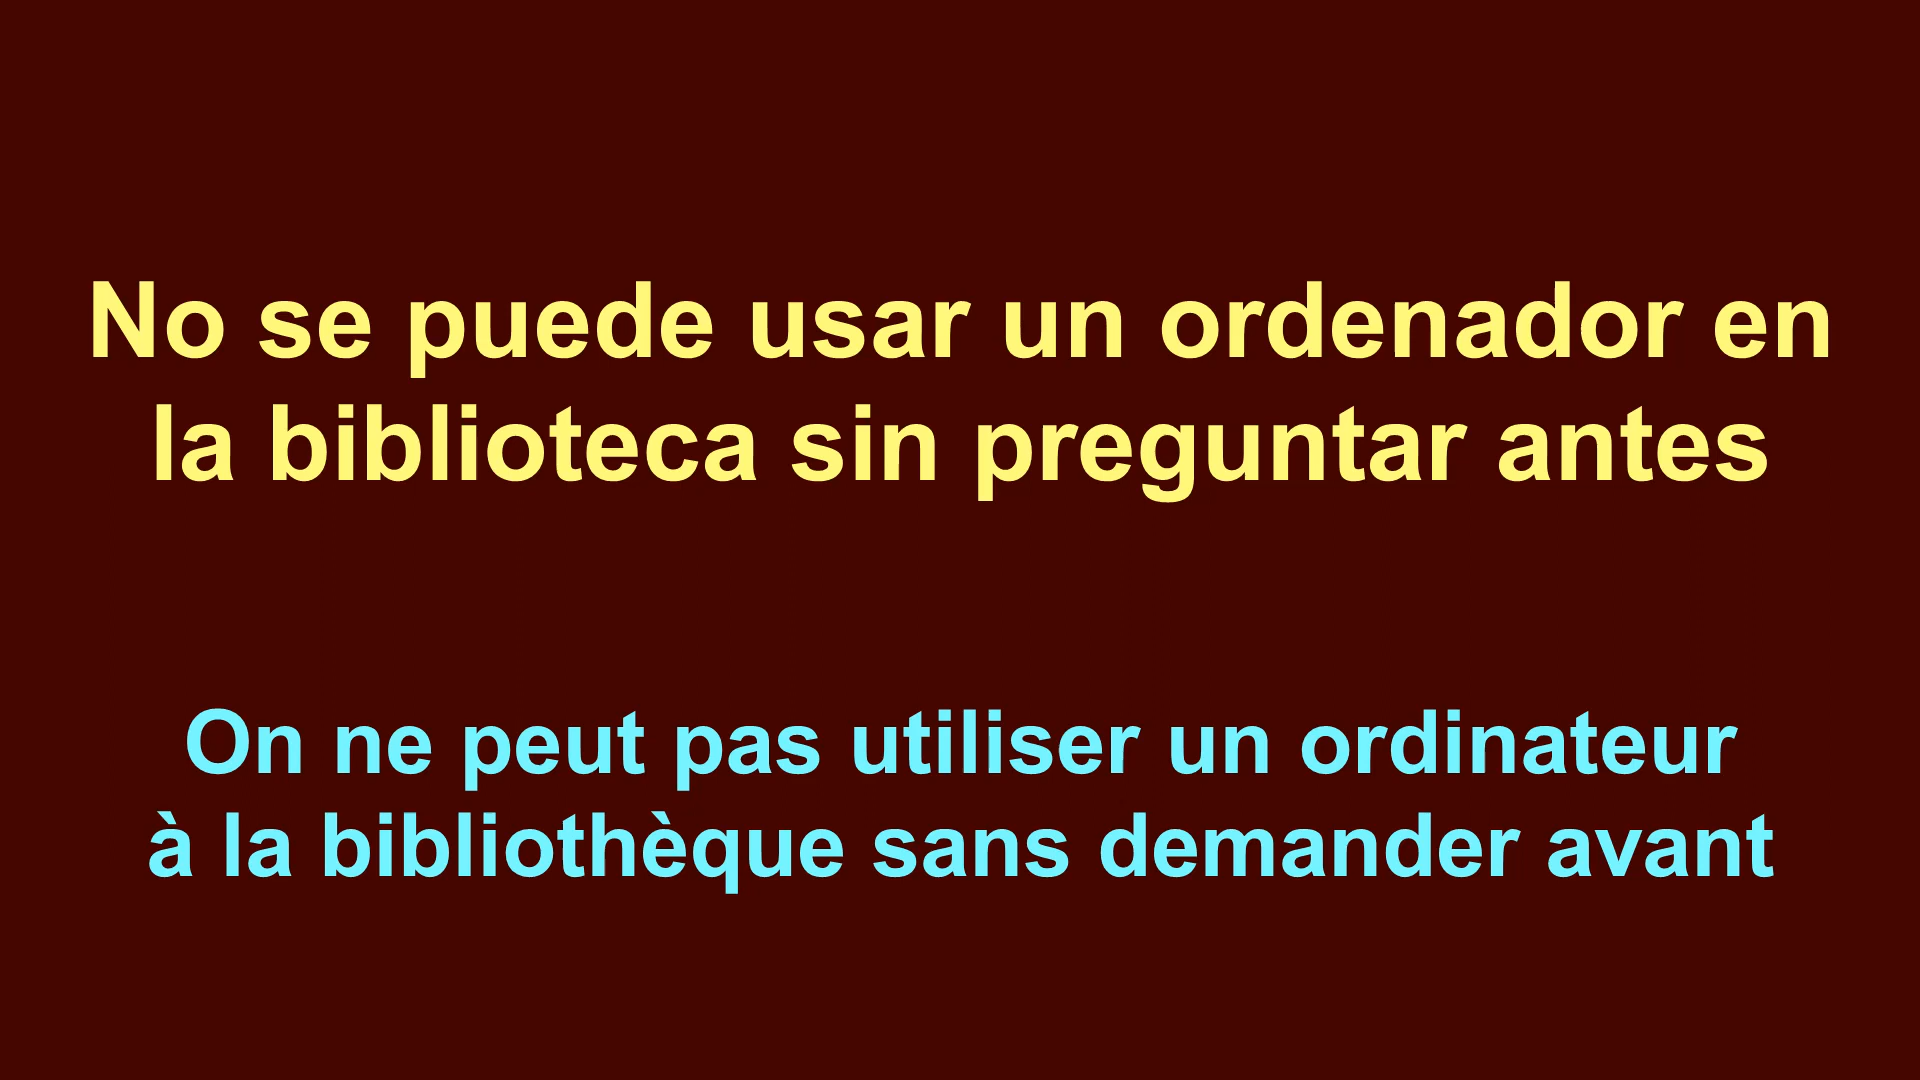 No se puede usar un ordenador en
la biblioteca sin preguntar antes
On ne peut pas utiliser un ordinateur
à la bibliothèque sans demander avant